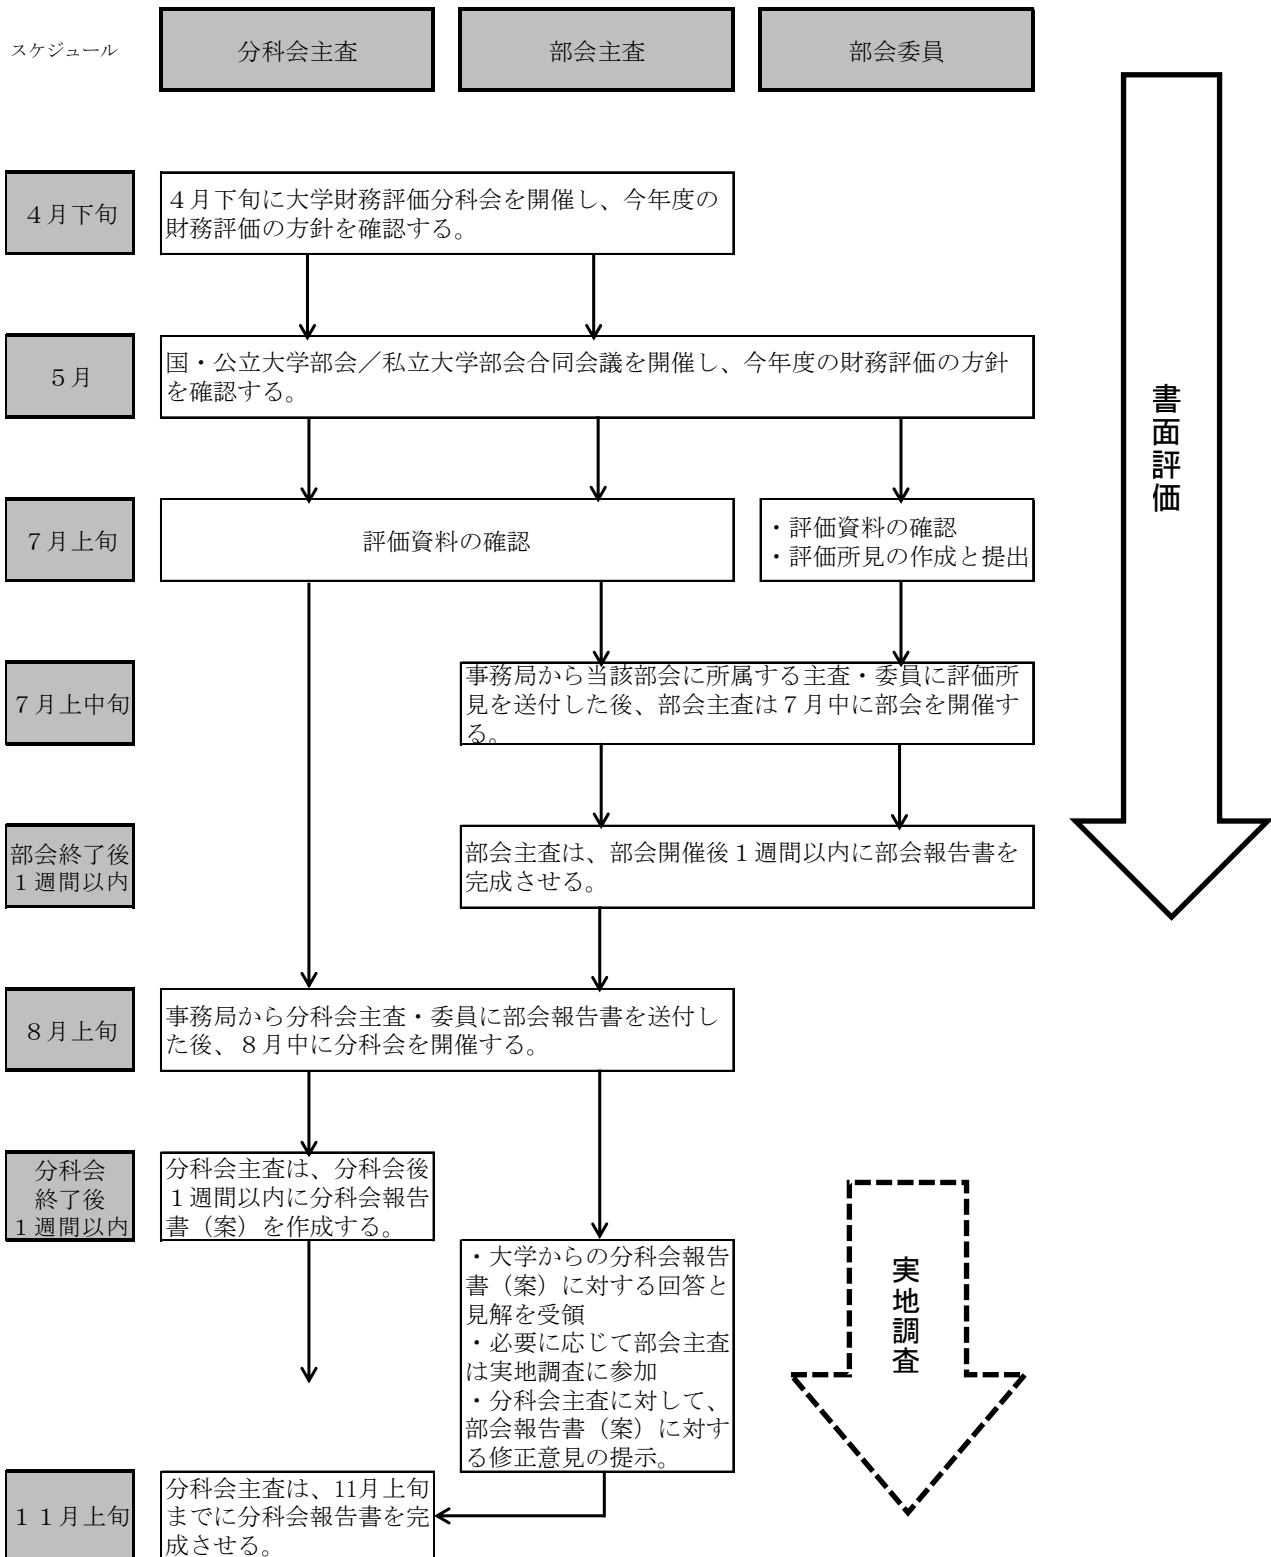 スケジュール
分科会主査
部会主査
部会委員
４月下旬
４月下旬に大学財務評価分科会を開催し、今年度の
財務評価の方針を確認する。
５月
国・公立大学部会／私立大学部会合同会議を開催し、今年度の財務評価の方針
を確認する。
７月上旬
評価資料の確認
・評価資料の確認
・評価所見の作成と提出
７月上中旬
事務局から当該部会に所属する主査・委員に評価所
見を送付した後、部会主査は７月中に部会を開催す
る。
部会終了後
１週間以内
部会主査は、部会開催後１週間以内に部会報告書を
完成させる。
書面評価
８月上旬
事務局から分科会主査・委員に部会報告書を送付し
た後、８月中に分科会を開催する。
分科会
終了後
１週間以内
分科会主査は、分科会後
１週間以内に分科会報告
書（案）を作成する。
・大学からの分科会報告
書（案）に対する回答と
見解を受領
・必要に応じて部会主査
は実地調査に参加
・分科会主査に対して、
部会報告書（案）に対す
る修正意見の提示。
実地調査
１１月上旬
分科会主査は、11月上旬
までに分科会報告書を完
成させる。